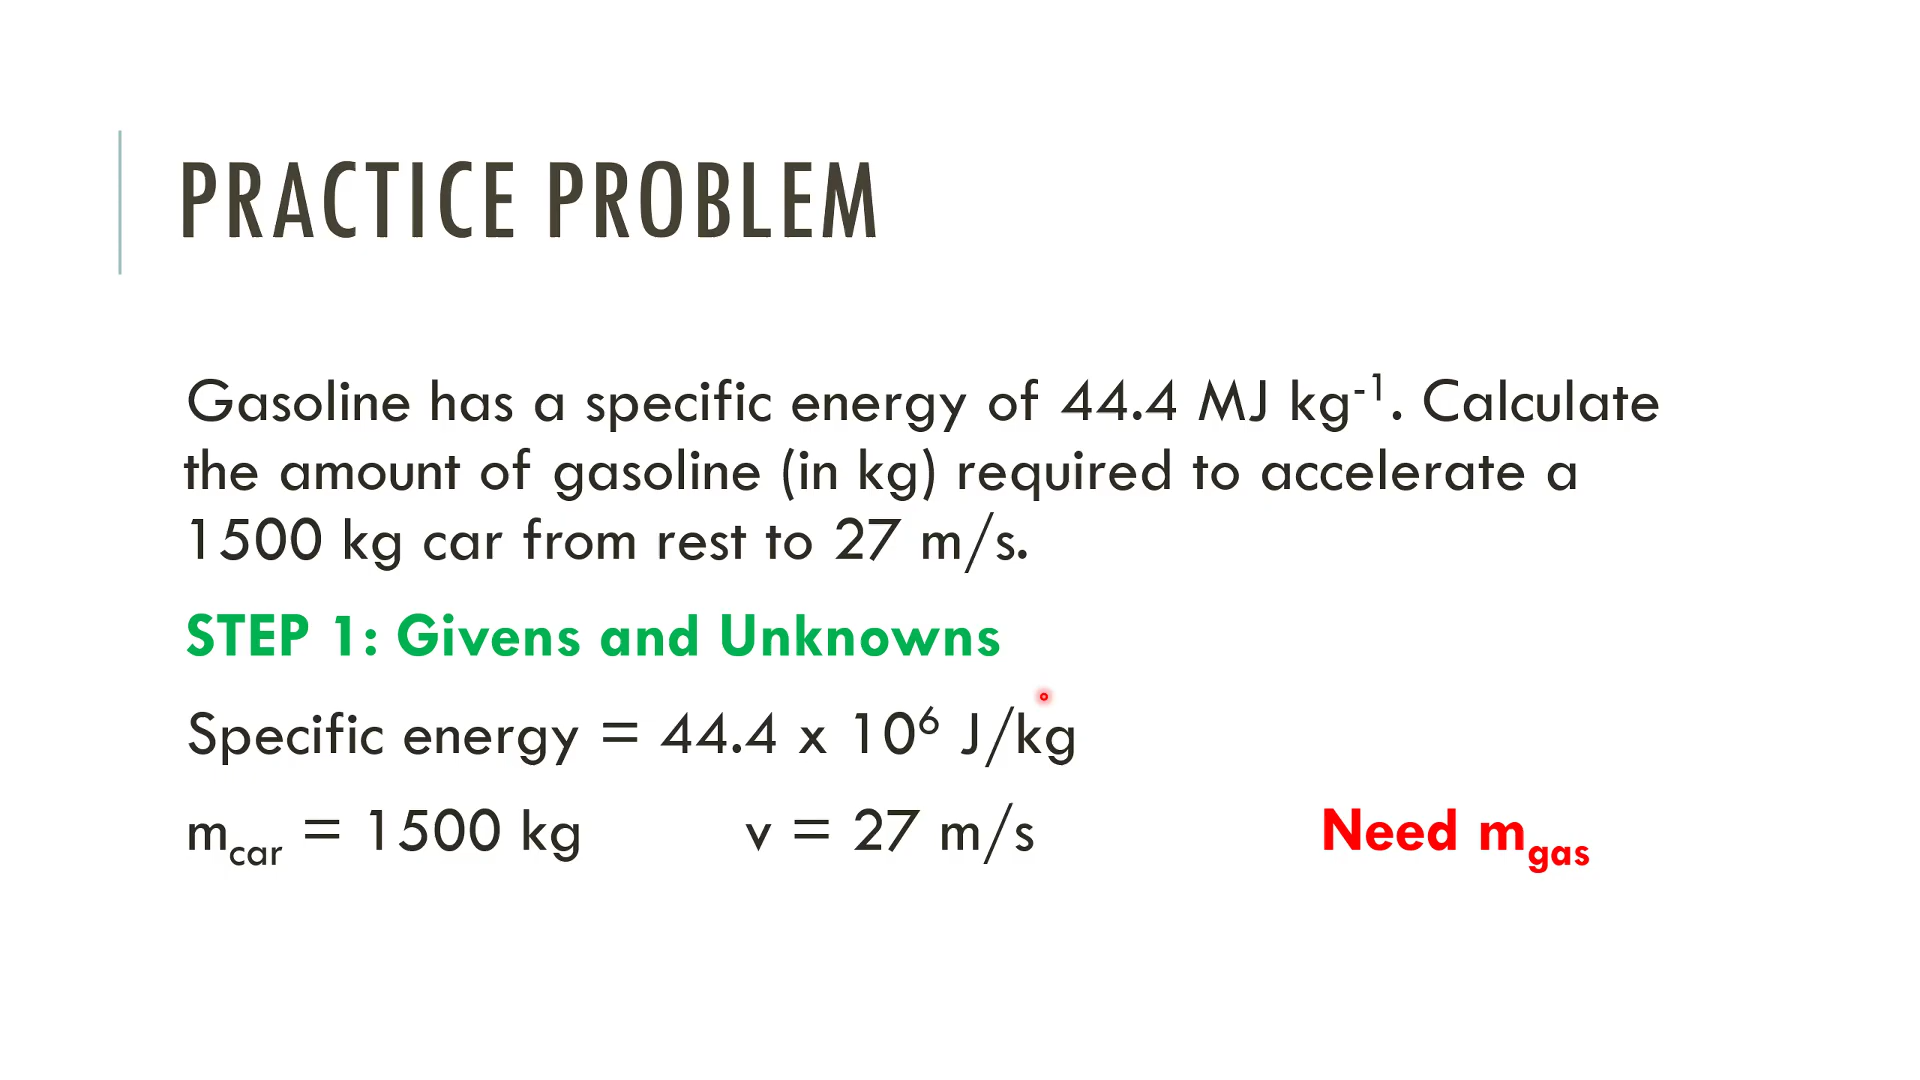 PRACTICE PROBLEM
Gasoline has a specific energy of 44.4 MJ kg⁻¹. Calculate
the amount of gasoline (in kg) required to accelerate a
1500 kg car from rest to 27 m/s.
STEP 1: Givens and Unknowns
Specific energy = 44.4 x 10⁶ J/kg
m_car = 1500 kg v = 27 m/s Need m_gas